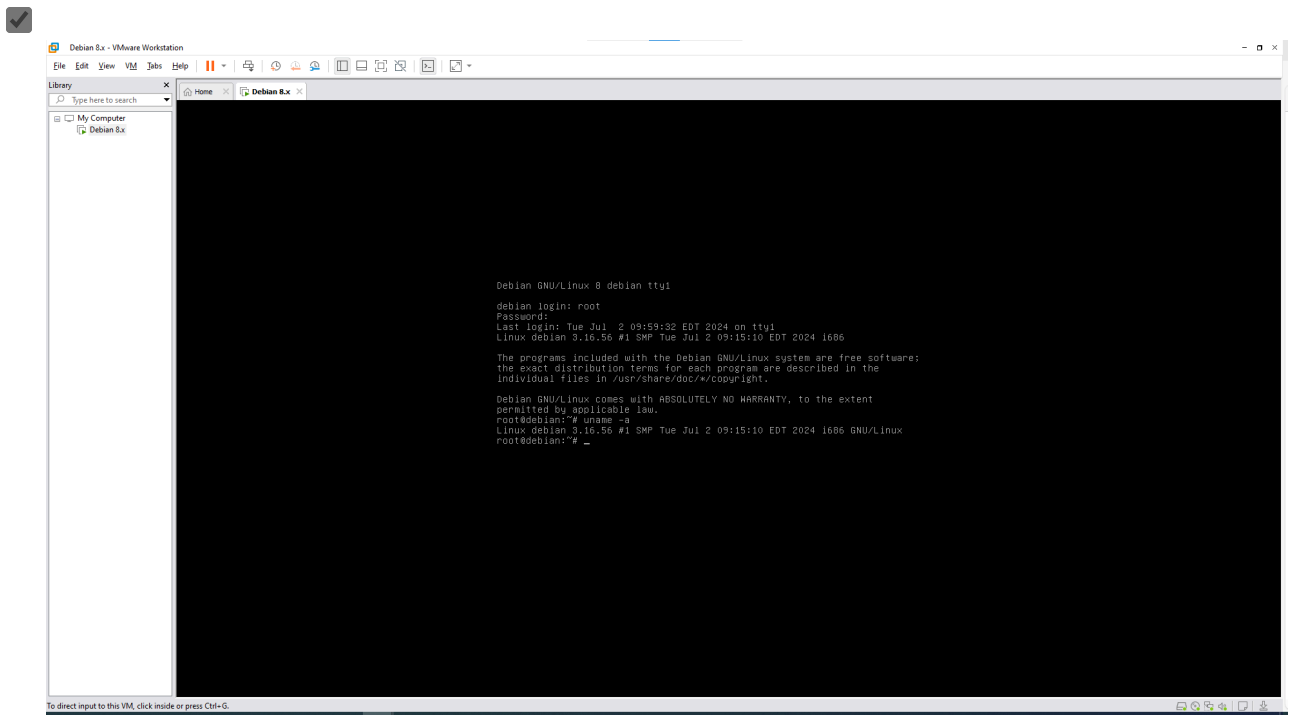 Debian 8.x - VMware Workstation
File Edit View VM Tabs Help
Library
Type here to search
My Computer
Debian 8.x
Home
Debian 8.x
Debian GNU/Linux 8 debian tty1
debian login: root
Password:
Last login: Tue Jul  2 09:59:32 EDT 2024 on tty1
Linux debian 3.16.56 #1 SMP Tue Jul 2 09:15:10 EDT 2024 i686
The programs included with the Debian GNU/Linux system are free software;
the exact distribution terms for each program are described in the
individual files in /usr/share/doc/*/copyright.
Debian GNU/Linux comes with ABSOLUTELY NO WARRANTY, to the extent
permitted by applicable law.
root@debian:~# uname -a
Linux debian 3.16.56 #1 SMP Tue Jul 2 09:15:10 EDT 2024 i686 GNU/Linux
root@debian:~# _
To direct input to this VM, click inside or press Ctrl+G.